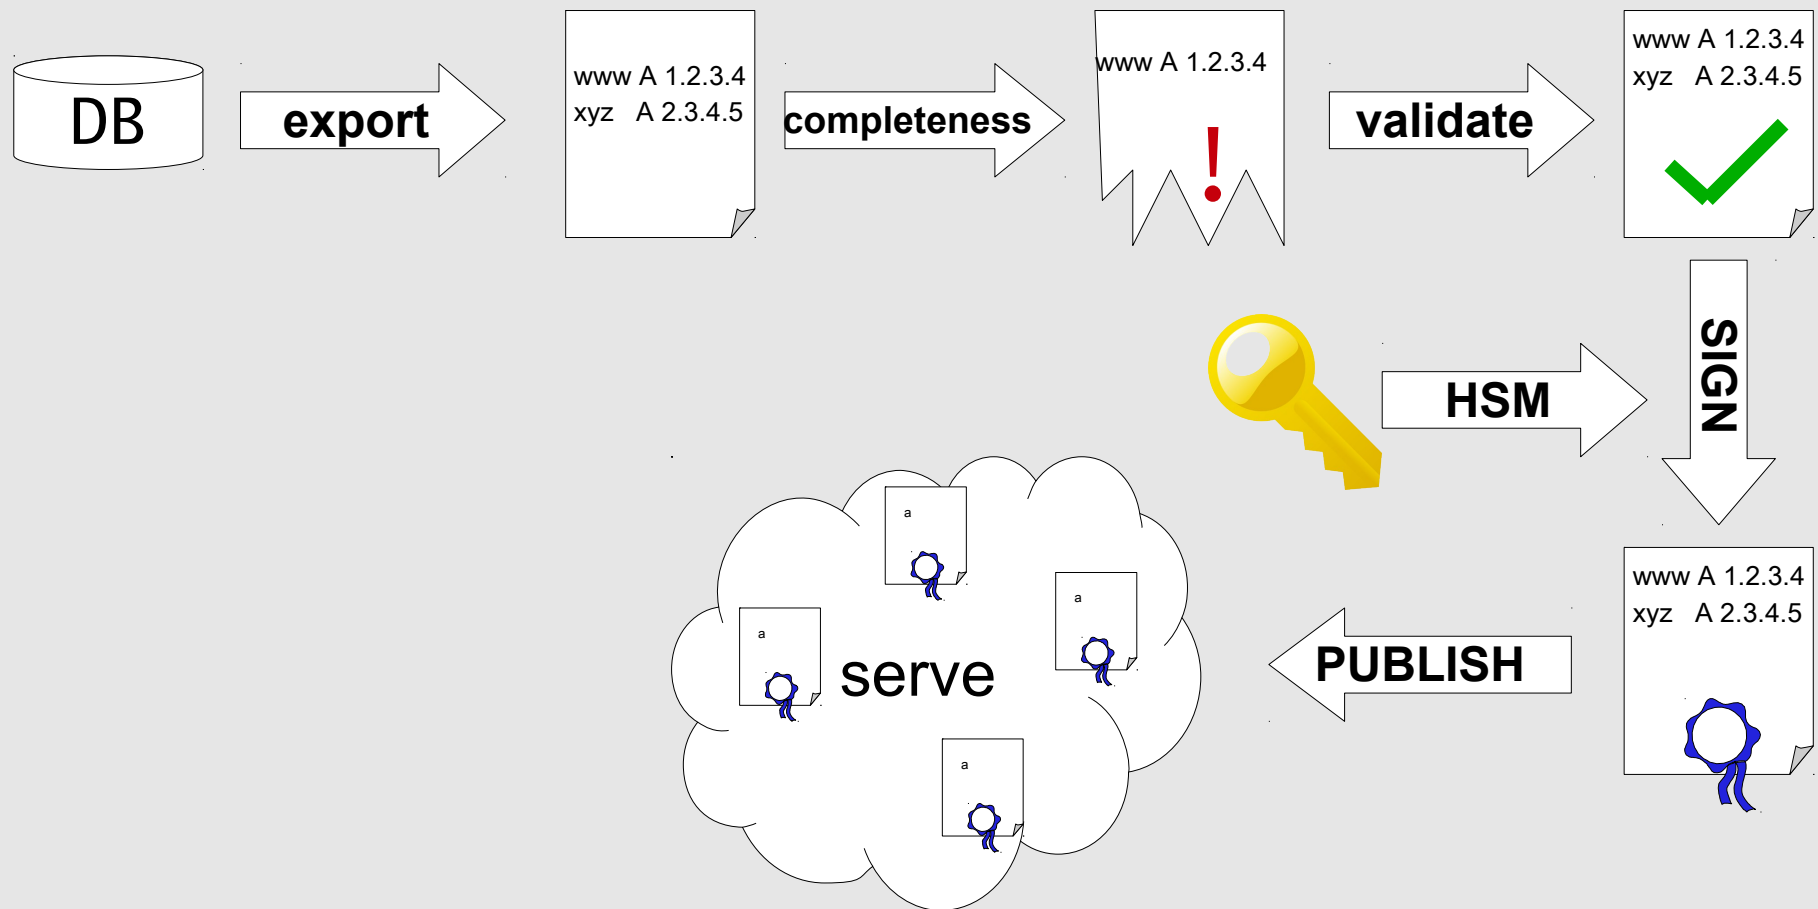 DB
export
www A 1.2.3.4
xyz A 2.3.4.5
completeness
www A 1.2.3.4
!
validate
www A 1.2.3.4
xyz A 2.3.4.5
SIGN
HSM
www A 1.2.3.4
xyz A 2.3.4.5
PUBLISH
a
a
a
serve
a